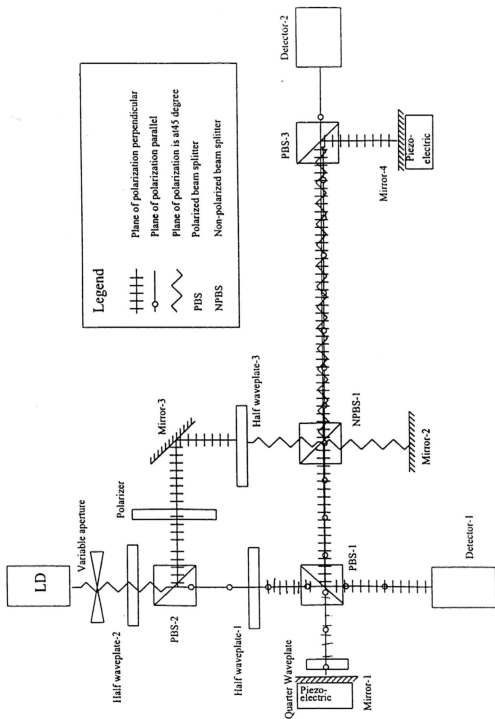 LD
Variable aperture
Half waveplate-2
PBS-2
Polarizer
Mirror-3
Half waveplate-1
Half waveplate-3
Quarter Waveplate
Piezo-
electric
Mirror-1
PBS-1
Detector-1
NPBS-1
Mirror-2
PBS-3
Detector-2
Mirror-4
Piezo-
electric
Legend
Plane of polarization perpendicular
Plane of polarization parallel
Plane of polarization is at45 degree
PBS Polarized beam splitter
NPBS Non-polarized beam splitter